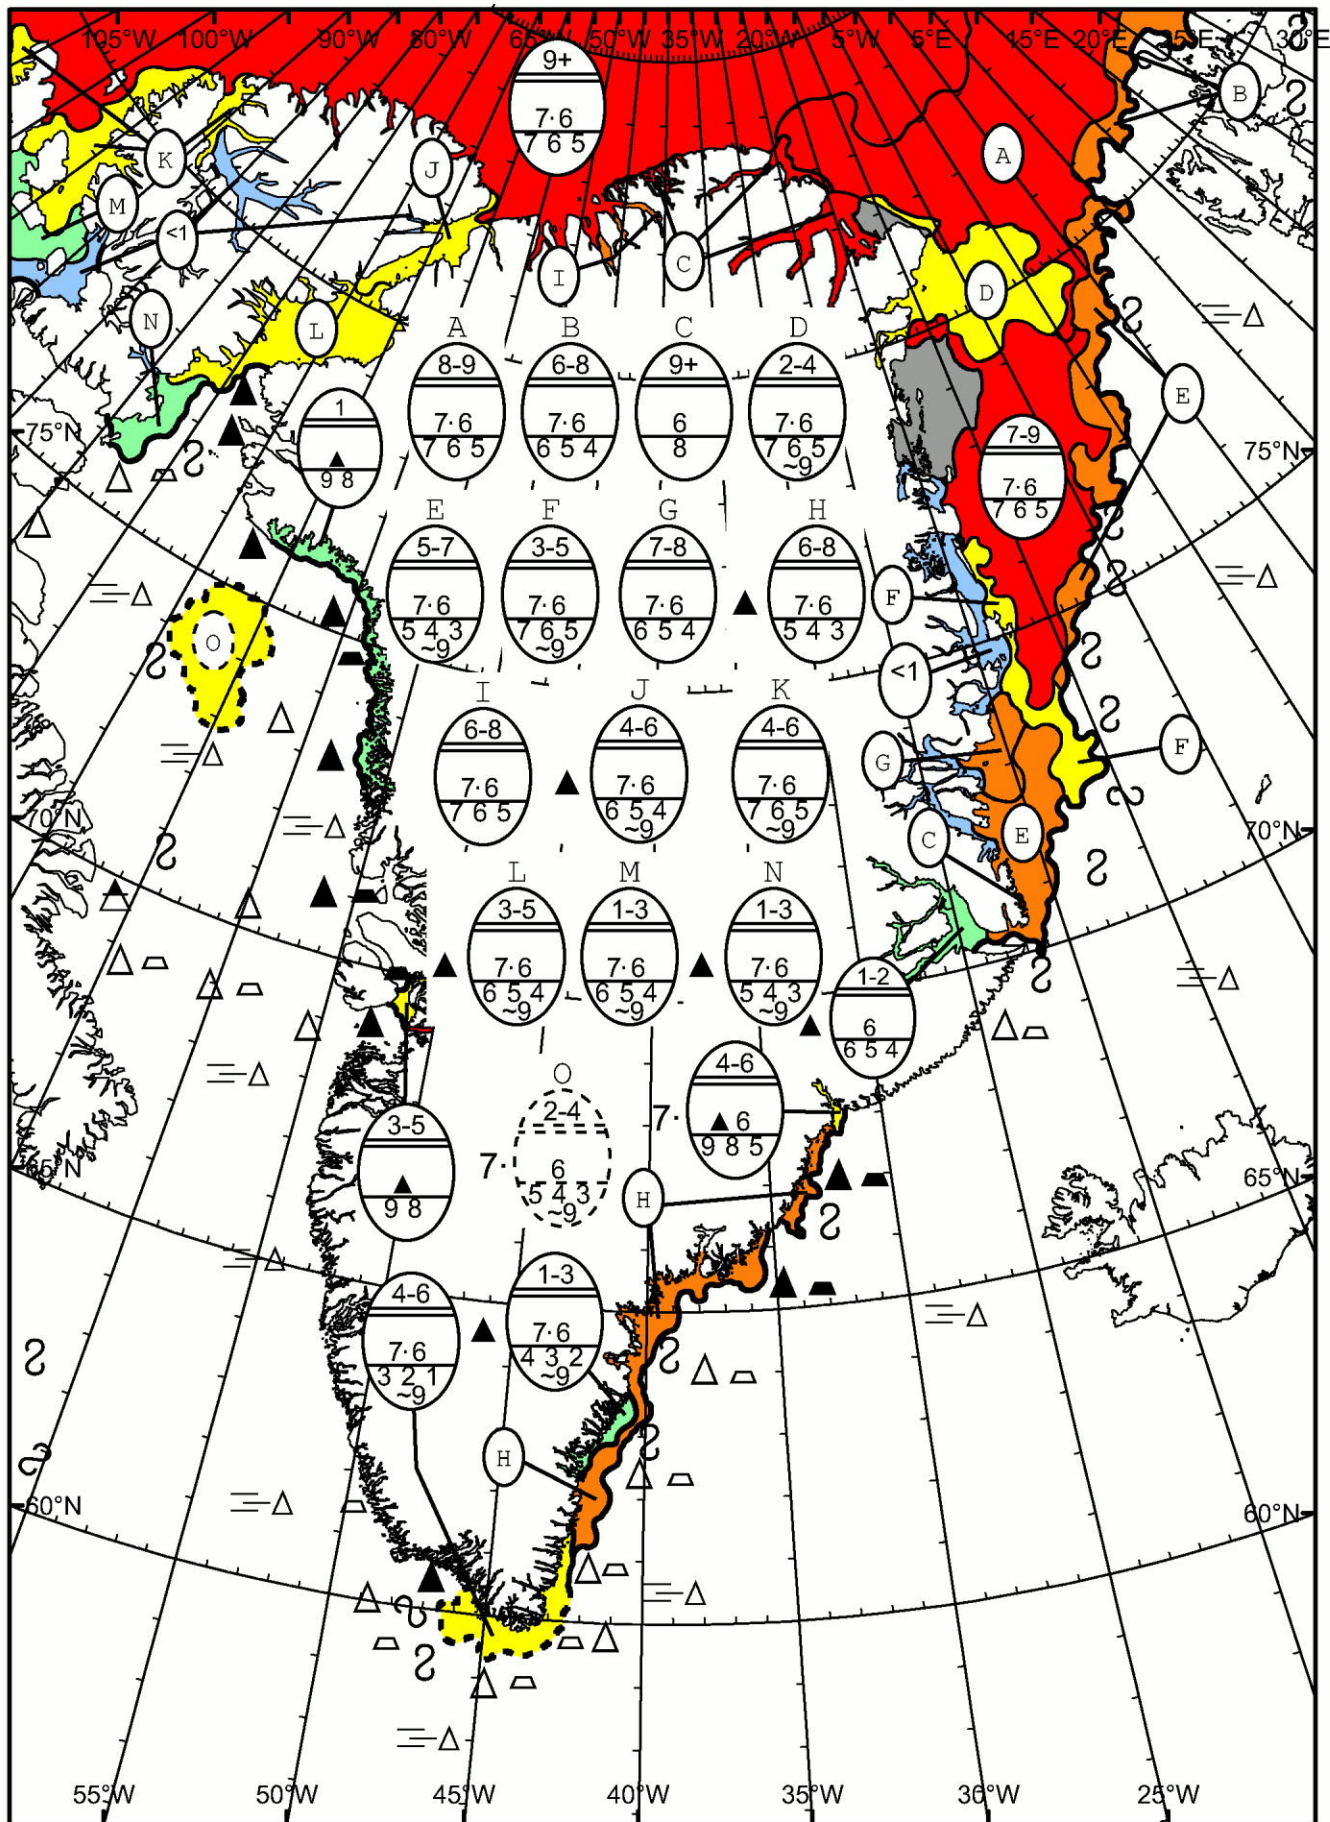 105°W 100°W 90°W 80°W 65°W 50°W 35°W 20°W 5°W 5°E 15°E 20°E 25°E 30°E
9+
7·6
7 6 5
B
A
K
J
M
<1
I
C
D
N
L
75°N
75°N
E
A B C D
8-9 6-8 9+ 2-4
7·6 7·6 6 7·6
7 6 5 6 5 4 8 7 6 5
~9
1
9 8
7-9
7·6
7 6 5
E F G H
5-7 3-5 7-8 6-8
7·6 7·6 7·6 7·6
5 4 3 7 6 5 6 5 4 5 4 3
~9 ~9
F
O
<1
I J K
6-8 4-6 4-6
7·6 7·6 7·6
7 6 5 6 5 4 7 6 5
~9 ~9
G
F
70°N
70°N
C
E
L M N
3-5 1-3 1-3
7·6 7·6 7·6
6 5 4 6 5 4 5 4 3
~9 ~9 ~9
1-2
6
6 5 4
4-6
7· 6
9 8 5
O
2-4
7· 6
5 4 3
~9
3-5
9 8
65°N
65°N
H
4-6
7·6
3 2 1
~9
1-3
7·6
4 3 2
~9
H
60°N
60°N
55°W 50°W 45°W 40°W 35°W 30°W 25°W